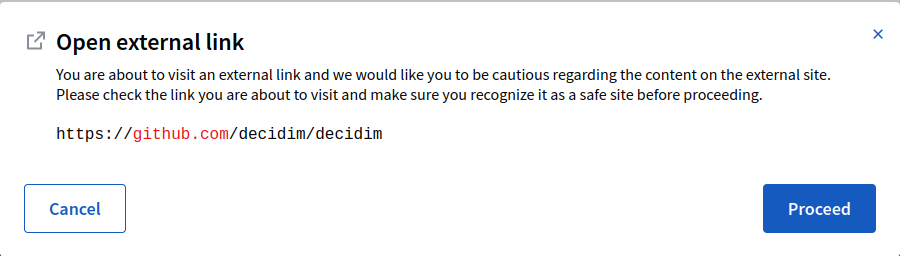 Open external link
You are about to visit an external link and we would like you to be cautious regarding the content on the external site.
Please check the link you are about to visit and make sure you recognize it as a safe site before proceeding.
https://github.com/decidim/decidim
Cancel
Proceed